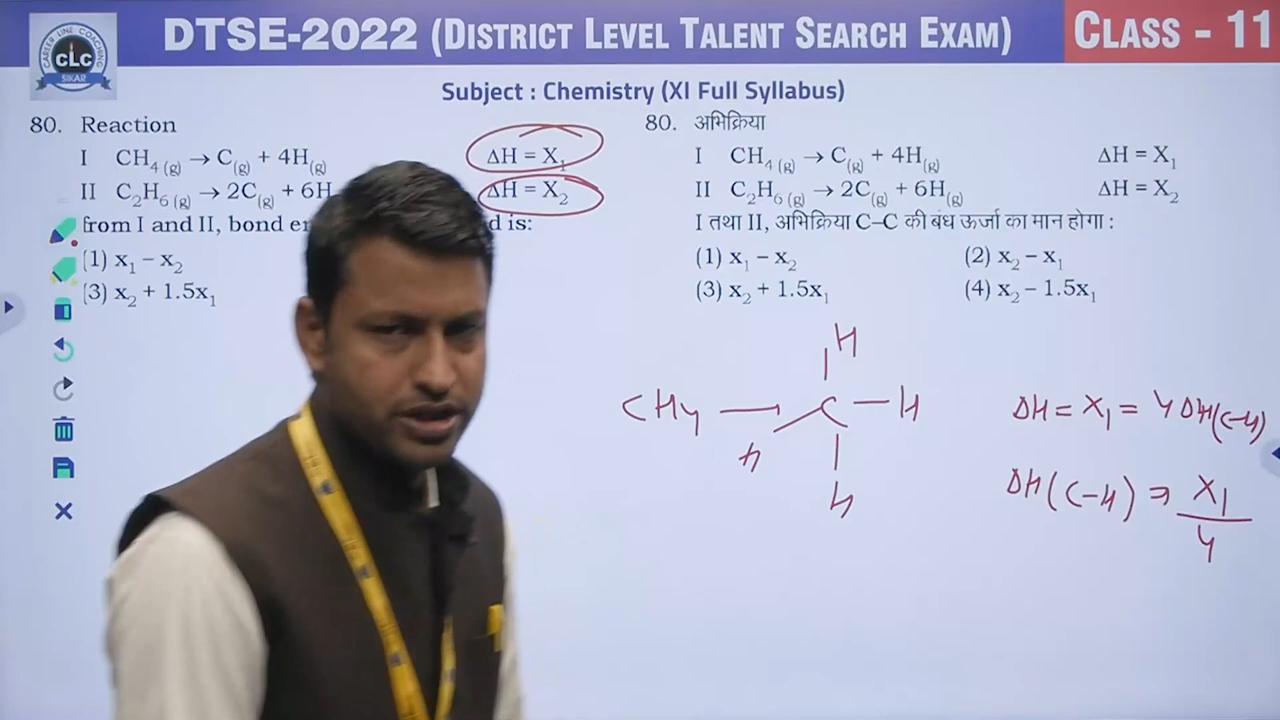 DTSE-2022 (DISTRICT LEVEL TALENT SEARCH EXAM)
CLASS - 11
CAREER LINE COACHING
CLC
SIKAR
Subject : Chemistry (XI Full Syllabus)
80. Reaction
I CH₄ (g) → C(g) + 4H(g) ΔH = X₁
II C₂H₆ (g) → 2C(g) + 6H ΔH = X₂
from I and II, bond is:
(1) x₁ – x₂
(3) x₂ + 1.5x₁
80. अभिक्रिया
I CH₄ (g) → C(g) + 4H(g) ΔH = X₁
II C₂H₆ (g) → 2C(g) + 6H(g) ΔH = X₂
I तथा II, अभिक्रिया C–C की बंध ऊर्जा का मान होगा :
(1) x₁ – x₂ (2) x₂ – x₁
(3) x₂ + 1.5x₁ (4) x₂ – 1.5x₁
H
CH₄ → C – H
H
H
ΔH = X₁ = 4 ΔH(C-H)
ΔH(C-H) ⇒ X₁
4